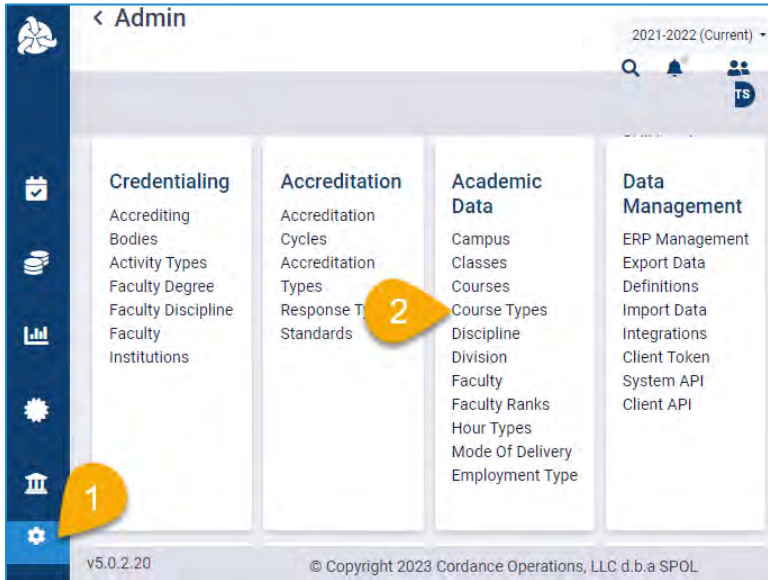 < Admin
2021-2022 (Current)
TS
Credentialing
Accrediting
Bodies
Activity Types
Faculty Degree
Faculty Discipline
Faculty
Institutions
Accreditation
Accreditation
Cycles
Accreditation
Types
Response T
Standards
2
Academic
Data
Campus
Classes
Courses
Course Types
Discipline
Division
Faculty
Faculty Ranks
Hour Types
Mode Of Delivery
Employment Type
Data
Management
ERP Management
Export Data
Definitions
Import Data
Integrations
Client Token
System API
Client API
1
v5.0.2.20
© Copyright 2023 Cordance Operations, LLC d.b.a SPOL